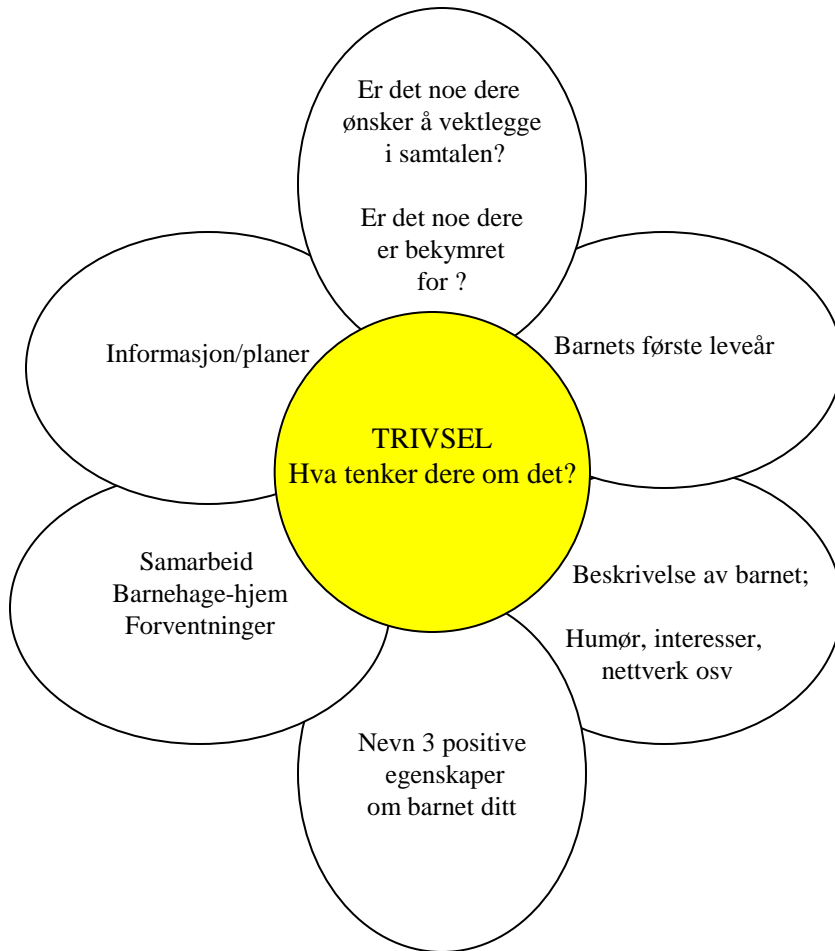 Er det noe dere
ønsker å vektlegge
i samtalen?
Er det noe dere
er bekymret
for ?
Informasjon/planer
Barnets første leveår
TRIVSEL
Hva tenker dere om det?
Samarbeid
Barnehage-hjem
Forventninger
Beskrivelse av barnet;
Humør, interesser,
nettverk osv
Nevn 3 positive
egenskaper
om barnet ditt